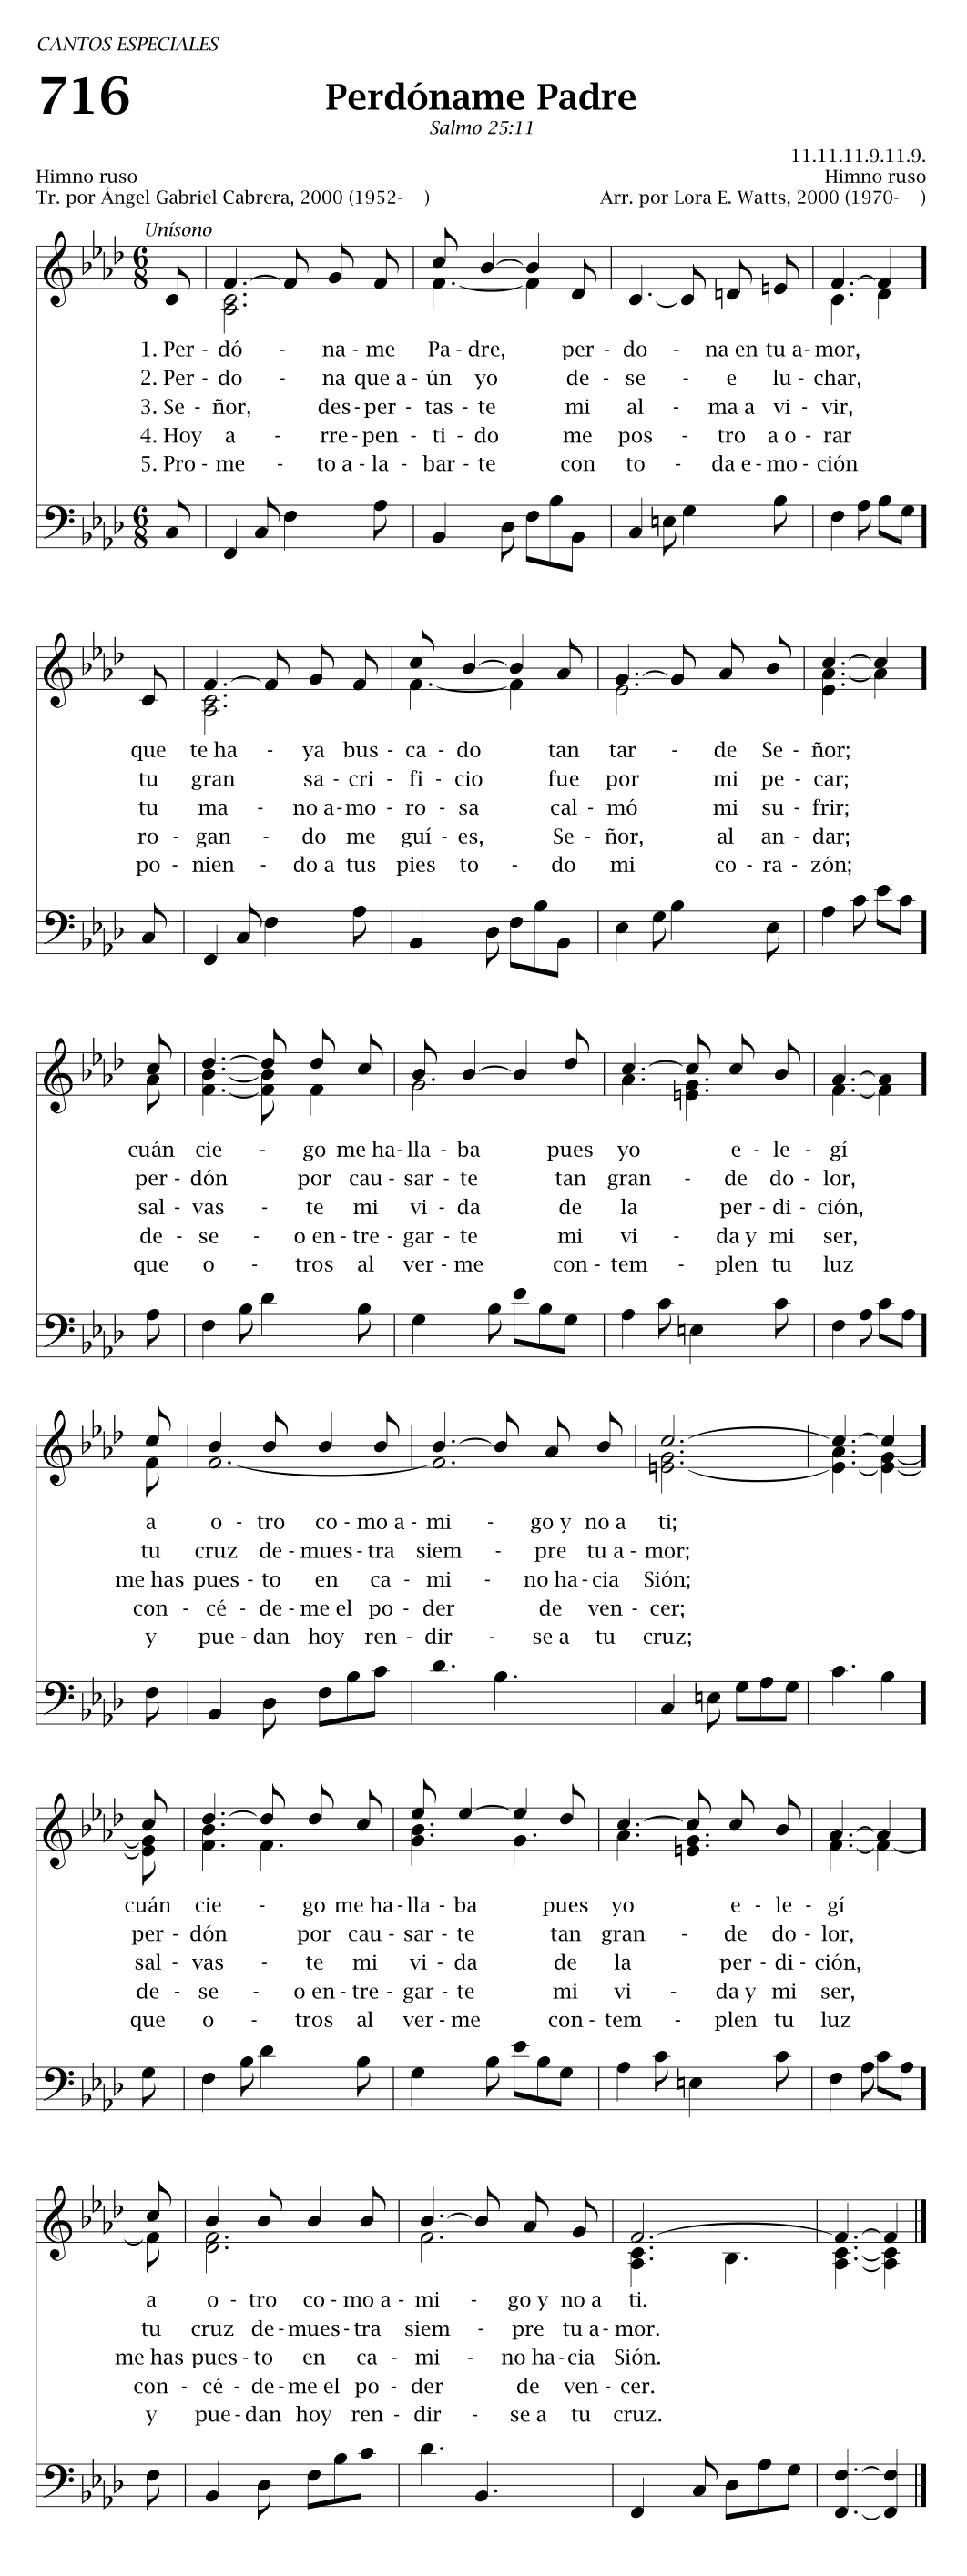 CANTOS ESPECIALES
716
Perdóname Padre
Salmo 25:11
11.11.11.9.11.9.
Himno ruso
Himno ruso
Tr. por Ángel Gabriel Cabrera, 2000 (1952-    )
Arr. por Lora E. Watts, 2000 (1970-    )
Unísono
6
8
1. Per - dó - na - me Pa - dre, per - do - na en tu a - mor,
2. Per - do - na que a - ún yo de - se - e lu - char,
3. Se - ñor, des - per - tas - te mi al - ma a vi - vir,
4. Hoy a - rre - pen - ti - do me pos - tro a o - rar
5. Pro - me - to a - la - bar - te con to - da e - mo - ción
6
8
que te ha - ya bus - ca - do tan tar - de Se - ñor;
tu gran sa - cri - fi - cio fue por mi pe - car;
tu ma - no a - mo - ro - sa cal - mó mi su - frir;
ro - gan - do me guí - es, Se - ñor, al an - dar;
po - nien - do a tus pies to - do mi co - ra - zón;
cuán cie - go me ha - lla - ba pues yo e - le - gí
per - dón por cau - sar - te tan gran - de do - lor,
sal - vas - te mi vi - da de la per - di - ción,
de - se - o en - tre - gar - te mi vi - da y mi ser,
que o - tros al ver - me con - tem - plen tu luz
a o - tro co - mo a - mi - go y no a ti;
tu cruz de - mues - tra siem - pre tu a - mor;
me has pues - to en ca - mi - no ha - cia Sión;
con - cé - de - me el po - der de ven - cer;
y pue - dan hoy ren - dir - se a tu cruz;
cuán cie - go me ha - lla - ba pues yo e - le - gí
per - dón por cau - sar - te tan gran - de do - lor,
sal - vas - te mi vi - da de la per - di - ción,
de - se - o en - tre - gar - te mi vi - da y mi ser,
que o - tros al ver - me con - tem - plen tu luz
a o - tro co - mo a - mi - go y no a ti.
tu cruz de - mues - tra siem - pre tu a - mor.
me has pues - to en ca - mi - no ha - cia Sión.
con - cé - de - me el po - der de ven - cer.
y pue - dan hoy ren - dir - se a tu cruz.